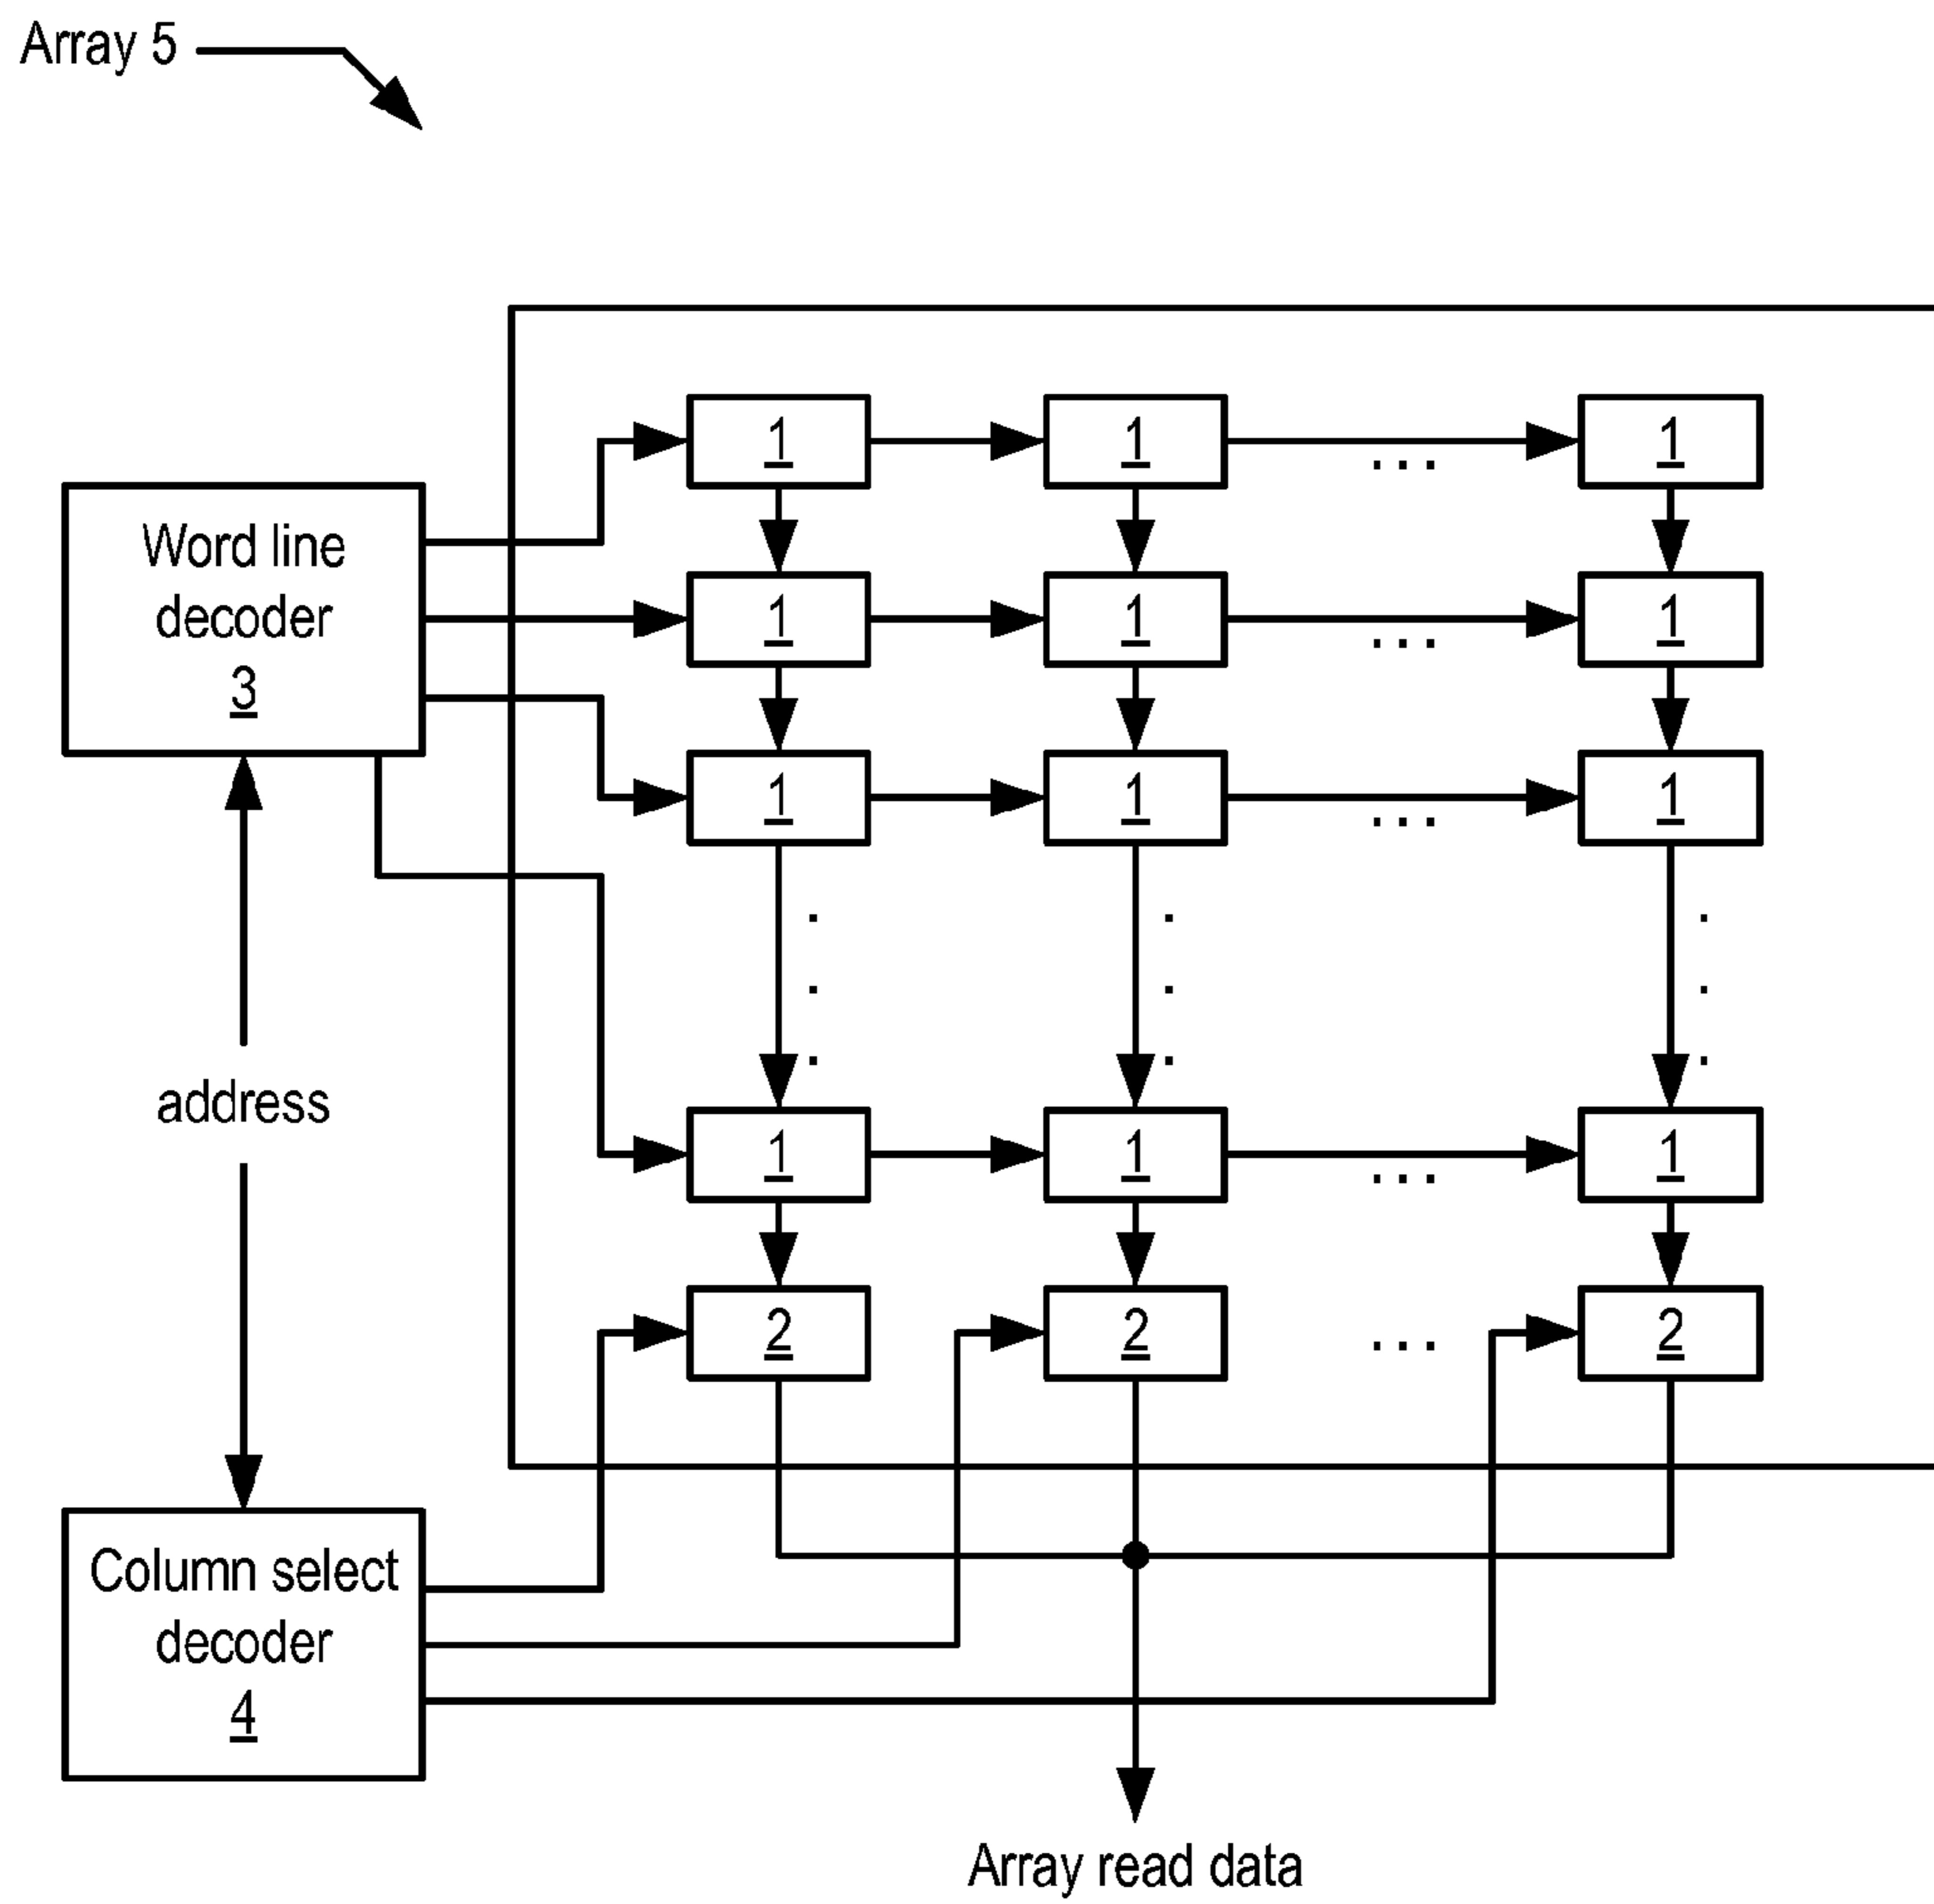 Array 5
1 1 1
...
Word line
decoder
3
1 1 1
...
1 1 1
...
.
.
.
address
1 1 1
...
2 2 ... 2
Column select
decoder
4
Array read data